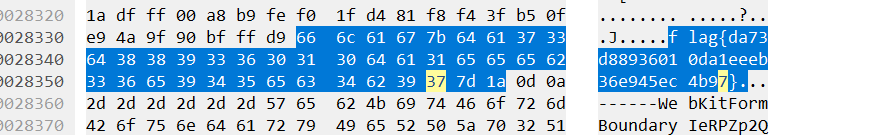 0028320 1a df ff 00 a8 b9 fe f0 1f d4 81 f8 f4 3f b5 0f ........ .....?..
0028330 e9 4a 9f 90 bf ff d9 66 6c 61 67 7b 64 61 37 33 .J.....f lag{da73
0028340 64 38 38 39 33 36 30 31 30 64 61 31 65 65 65 62 d8893601 0da1eeeb
0028350 33 36 65 39 34 35 65 63 34 62 39 37 7d 1a 0d 0a 36e945ec 4b97}...
0028360 2d 2d 2d 2d 2d 2d 57 65 62 4b 69 74 46 6f 72 6d ------We bKitForm
0028370 42 6f 75 6e 64 61 72 79 49 65 52 50 5a 70 32 51 Boundary IeRPZp2Q